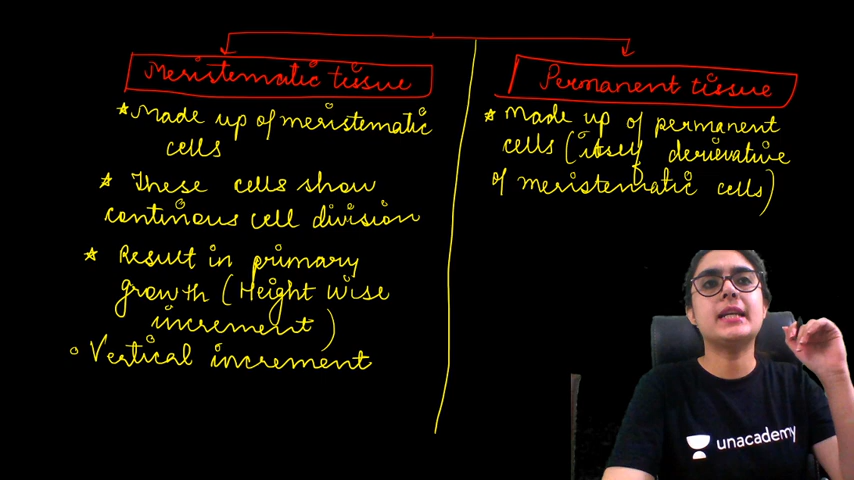 Meristematic tissue
* Made up of meristematic
cells
* These cells show
continous cell division
* Result in primary
growth (Height wise
increment)
Vertical increment
Permanent tissue
* Made up of permanent
cells (itself derievative
of meristematic cells)
unacademy